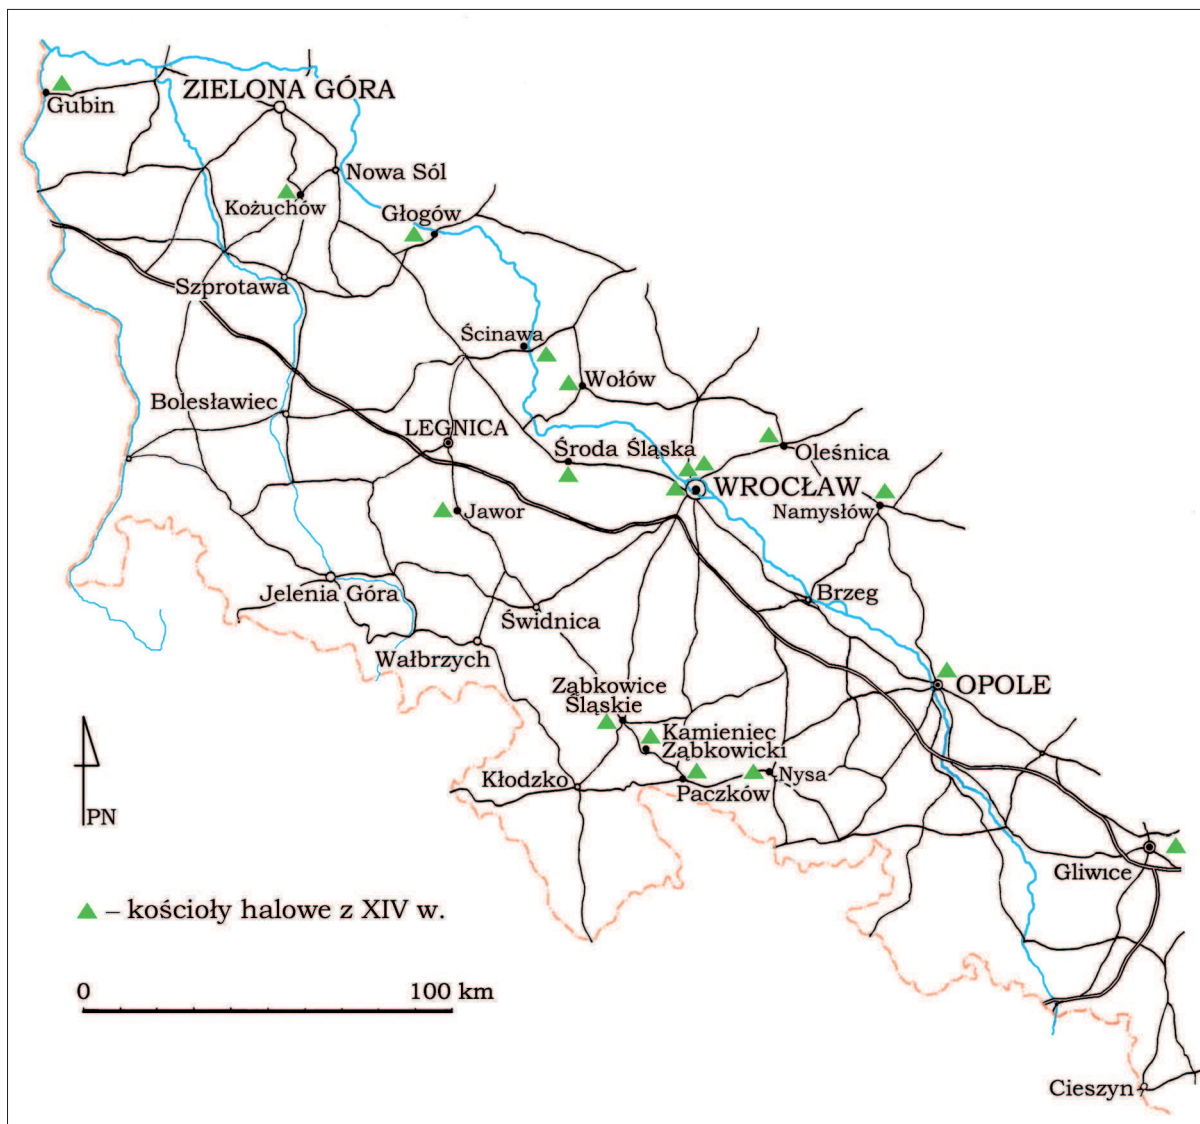 Gubin
ZIELONA GÓRA
Nowa Sól
Kożuchów
Głogów
Szprotawa
Ścinawa
Wołów
Bolesławiec
LEGNICA
Środa Śląska
Oleśnica
WROCŁAW
Namysłów
Jawor
Jelenia Góra
Brzeg
Świdnica
Wałbrzych
Ząbkowice
Śląskie
OPOLE
Kamieniec
Ząbkowicki
Kłodzko
Nysa
Paczków
PN
Gliwice
– kościoły halowe z XIV w.
0 100 km
Cieszyn